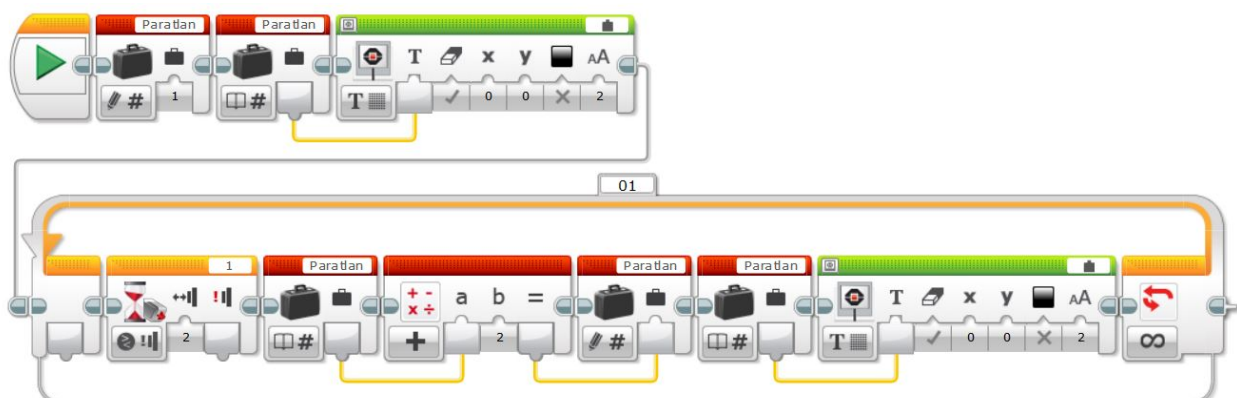 Paratlan Paratlan
T x y AA
# 1 # T 0 0 2
01
1 Paratlan Paratlan Paratlan
a b = T x y AA
2 # + 2 # # T 0 0 2 ∞